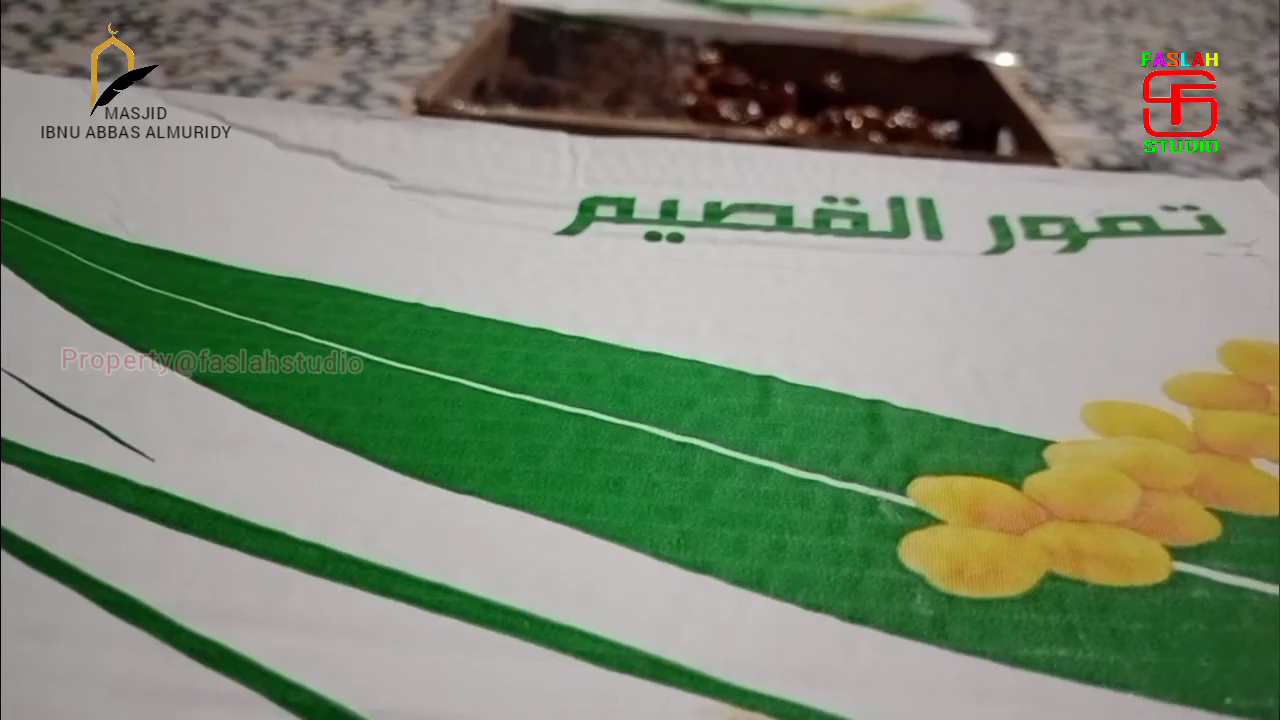 MASJID
IBNU ABBAS ALMURIDY
FASLAH
STUDIO
تمور القصيم
Property@faslahstudio